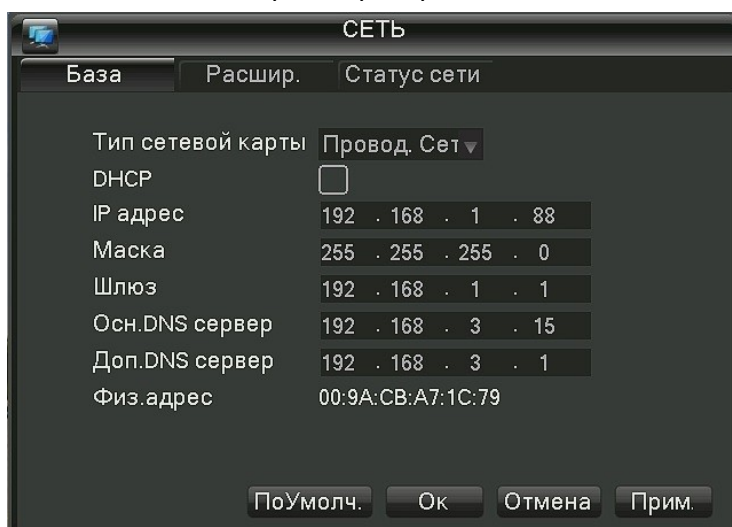 СЕТЬ
База Расшир. Статус сети
Тип сетевой карты Провод. Сет
DHCP
IP адрес 192 . 168 . 1 . 88
Маска 255 . 255 . 255 . 0
Шлюз 192 . 168 . 1 . 1
Осн.DNS сервер 192 . 168 . 3 . 15
Доп.DNS сервер 192 . 168 . 3 . 1
Физ.адрес 00:9A:CB:A7:1C:79
ПоУмолч. Ок Отмена Прим.